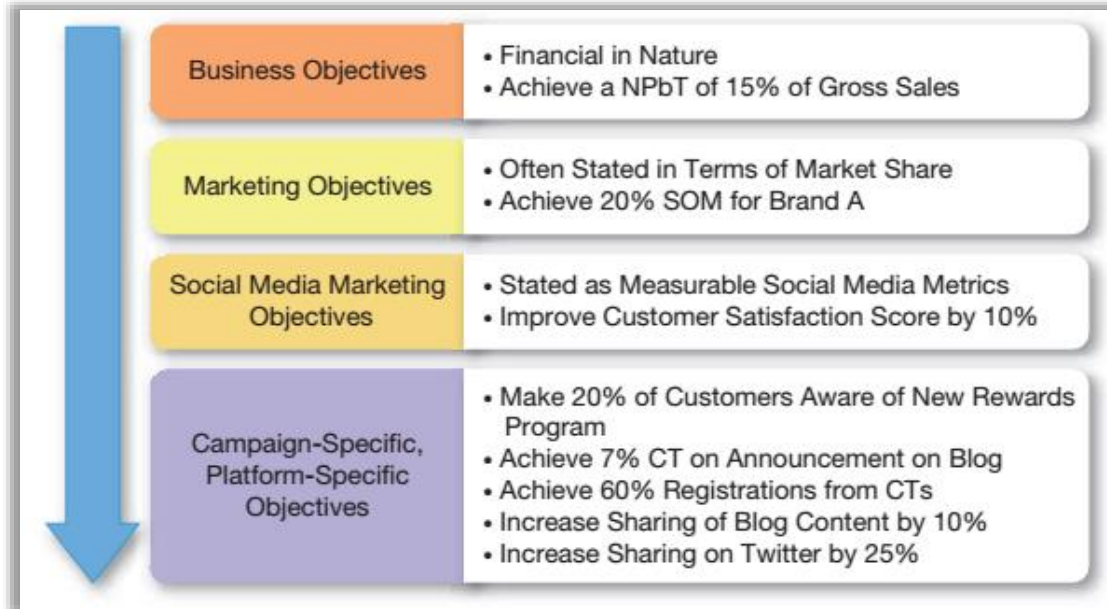 Business Objectives
• Financial in Nature
• Achieve a NPbT of 15% of Gross Sales
Marketing Objectives
• Often Stated in Terms of Market Share
• Achieve 20% SOM for Brand A
Social Media Marketing
Objectives
• Stated as Measurable Social Media Metrics
• Improve Customer Satisfaction Score by 10%
Campaign-Specific,
Platform-Specific
Objectives
• Make 20% of Customers Aware of New Rewards
Program
• Achieve 7% CT on Announcement on Blog
• Achieve 60% Registrations from CTs
• Increase Sharing of Blog Content by 10%
• Increase Sharing on Twitter by 25%